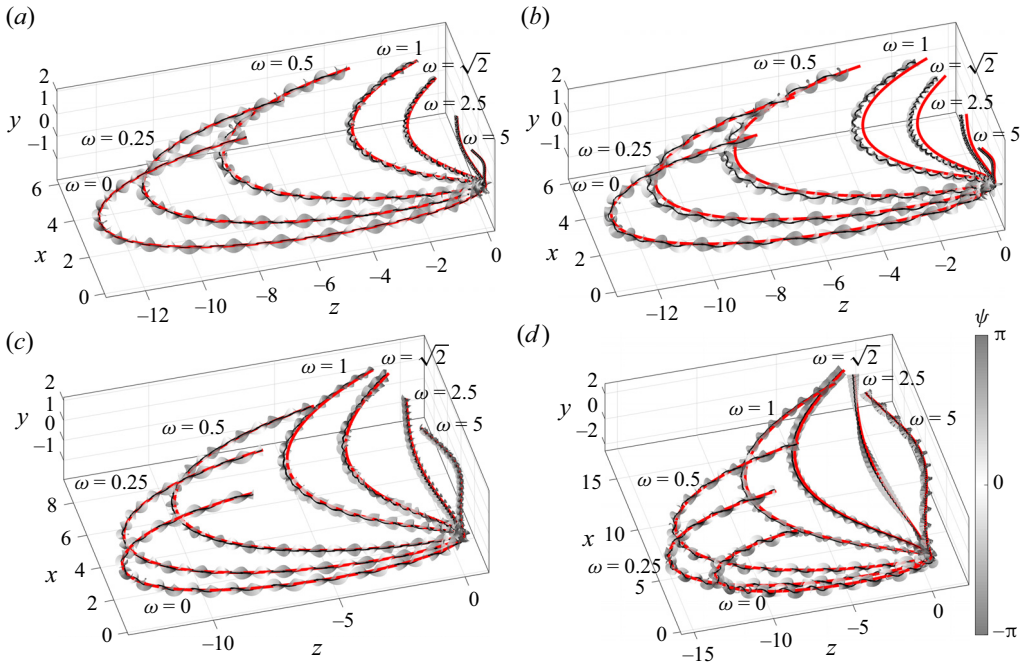 (a)
ω = 0.5
ω = 1
ω = √2
ω = 2.5
ω = 5
ω = 0.25
ω = 0
y
2
1
0
−1
x
6
4
2
0
−12
−10
−8
−6
−4
−2
0
z
(b)
ω = 0.5
ω = 1
ω = √2
ω = 2.5
ω = 5
ω = 0.25
ω = 0
y
2
1
0
−1
x
6
4
2
0
−12
−10
−8
−6
−4
−2
0
z
(c)
ω = 1
ω = √2
ω = 2.5
ω = 5
ω = 0.5
ω = 0.25
ω = 0
y
2
1
0
−1
x
8
6
4
2
0
−10
−5
0
z
(d)
ω = √2
ω = 2.5
ω = 1
ω = 5
ω = 0.5
ω = 0.25
ω = 0
y
2
0
−2
x
15
10
5
0
−15
−10
−5
0
z
ψ
π
0
−π